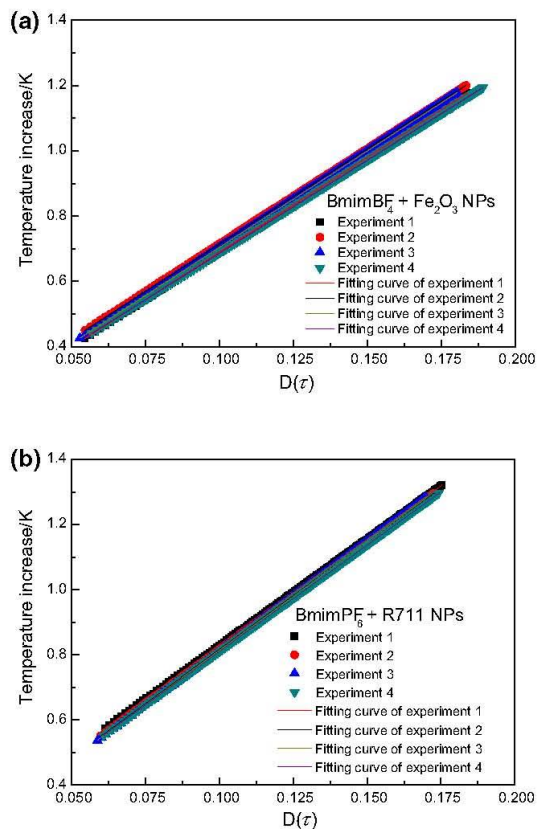 (a)
1.4
1.2
1.0
0.8
0.6
0.4
Temperature increase/K
BmimBF4 + Fe2O3 NPs
Experiment 1
Experiment 2
Experiment 3
Experiment 4
Fitting curve of experiment 1
Fitting curve of experiment 2
Fitting curve of experiment 3
Fitting curve of experiment 4
0.050 0.075 0.100 0.125 0.150 0.175 0.200
D(τ)
(b)
1.4
1.2
1.0
0.8
0.6
0.4
Temperature increase/K
BmimPF6 + R711 NPs
Experiment 1
Experiment 2
Experiment 3
Experiment 4
Fitting curve of experiment 1
Fitting curve of experiment 2
Fitting curve of experiment 3
Fitting curve of experiment 4
0.050 0.075 0.100 0.125 0.150 0.175 0.200
D(τ)